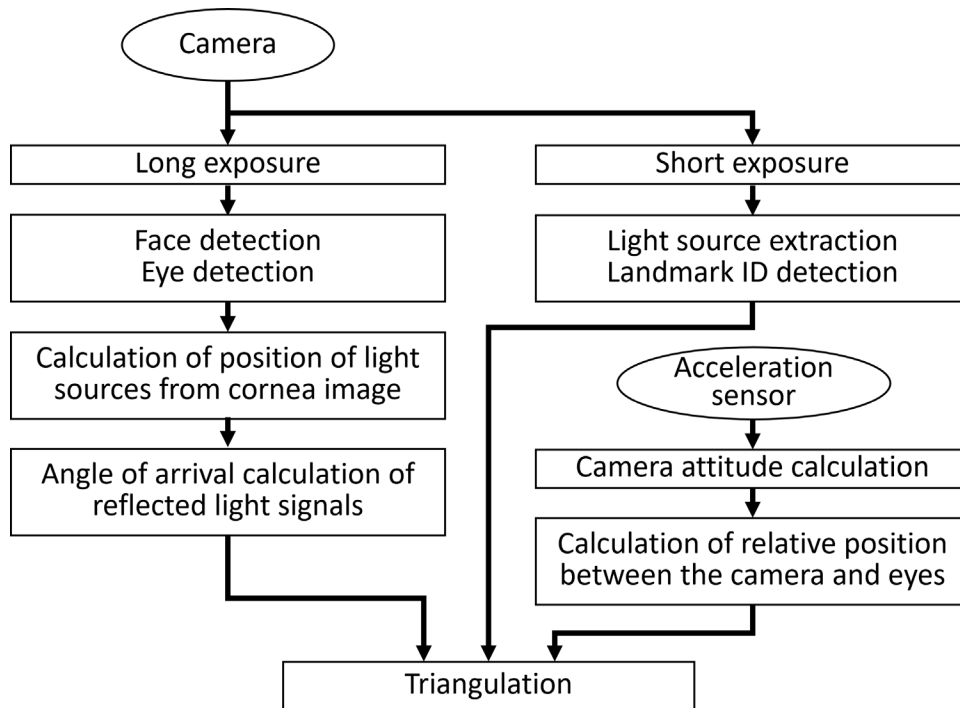 Camera
Long exposure
Short exposure
Face detection
Eye detection
Light source extraction
Landmark ID detection
Calculation of position of light
sources from cornea image
Acceleration
sensor
Angle of arrival calculation of
reflected light signals
Camera attitude calculation
Calculation of relative position
between the camera and eyes
Triangulation